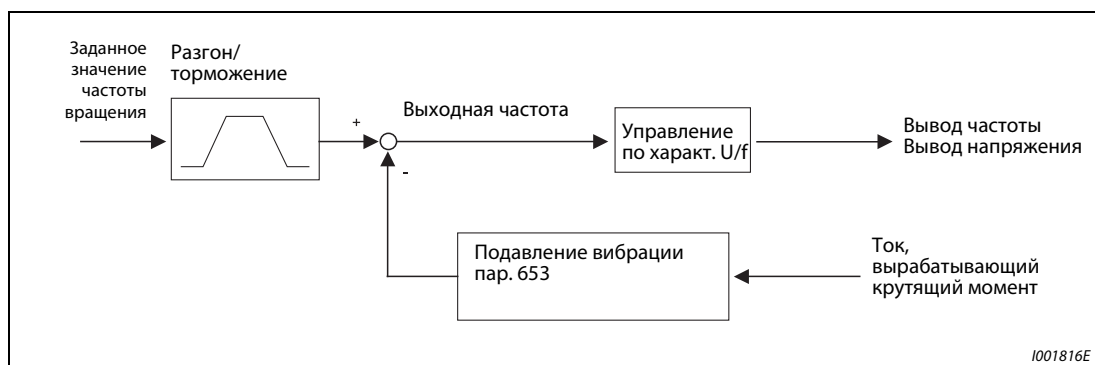 Заданное
значение
частоты
вращения
Разгон/
торможение
+
-
Выходная частота
Управление
по характ. U/f
Вывод частоты
Вывод напряжения
Подавление вибрации
пар. 653
Ток,
вырабатывающий
крутящий момент
I001816E